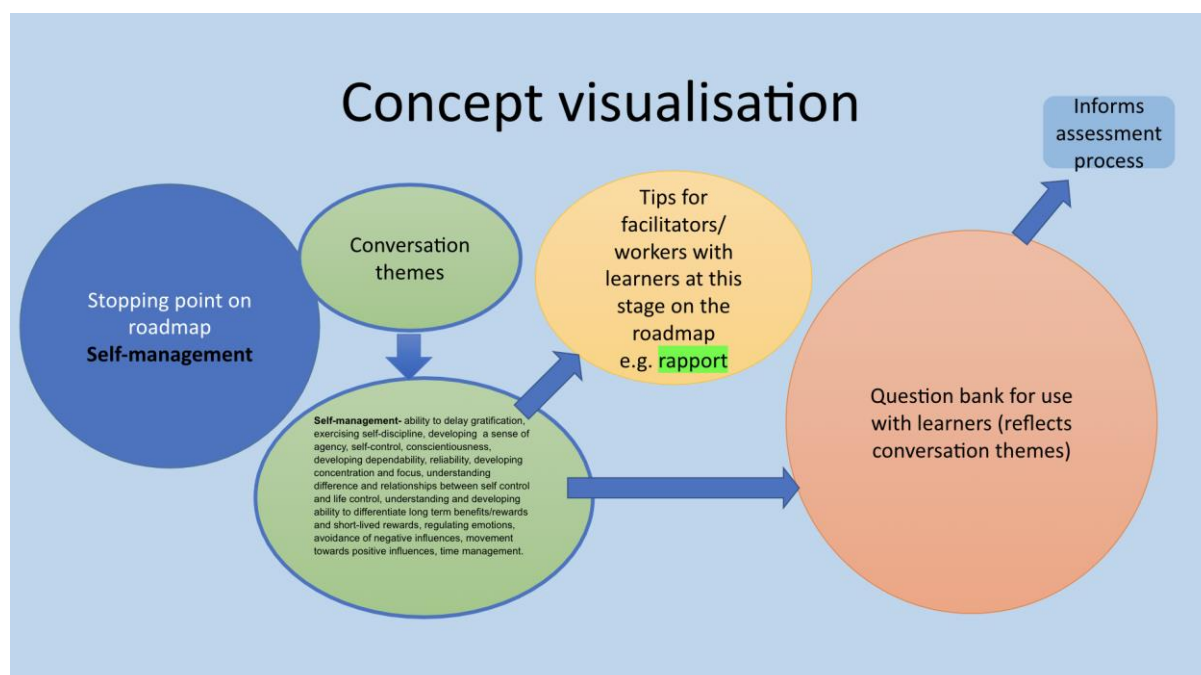 Concept visualisation
Stopping point on
roadmap
Self-management
Conversation
themes
Self-management- ability to delay gratification,
exercising self-discipline, developing a sense of
agency, self-control, conscientiousness,
developing dependability, reliability, developing
concentration and focus, understanding
difference and relationships between self control
and life control, understanding and developing
ability to differentiate long term benefits/rewards
and short-lived rewards, regulating emotions,
avoidance of negative influences, movement
towards positive influences, time management.
Tips for
facilitators/
workers with
learners at this
stage on the
roadmap
e.g. rapport
Question bank for use
with learners (reflects
conversation themes)
Informs
assessment
process